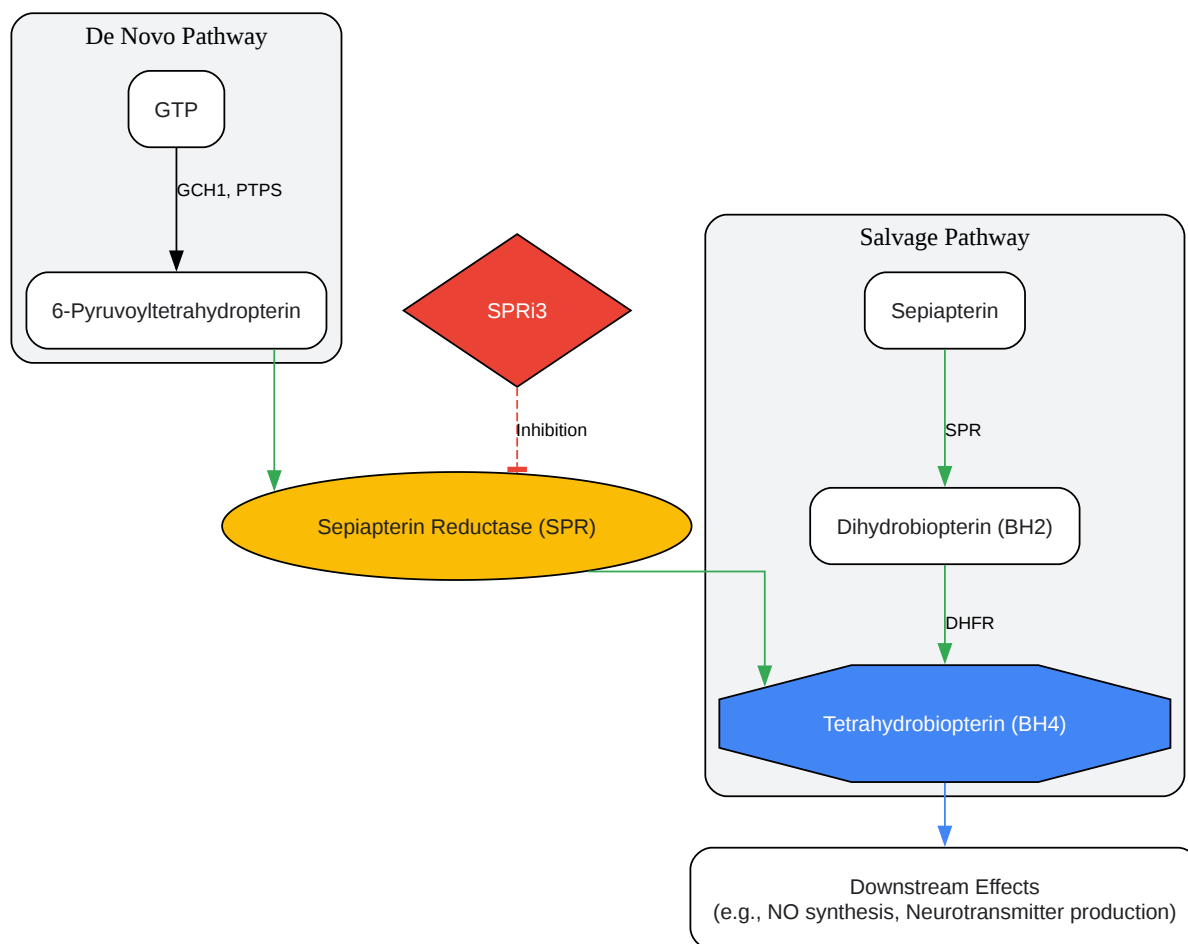 De Novo Pathway
GTP
GCH1, PTPS
6-Pyruvoyltetrahydropterin
SPRi3
Inhibition
Sepiapterin Reductase (SPR)
Salvage Pathway
Sepiapterin
SPR
Dihydrobiopterin (BH2)
DHFR
Tetrahydrobiopterin (BH4)
Downstream Effects
(e.g., NO synthesis, Neurotransmitter production)